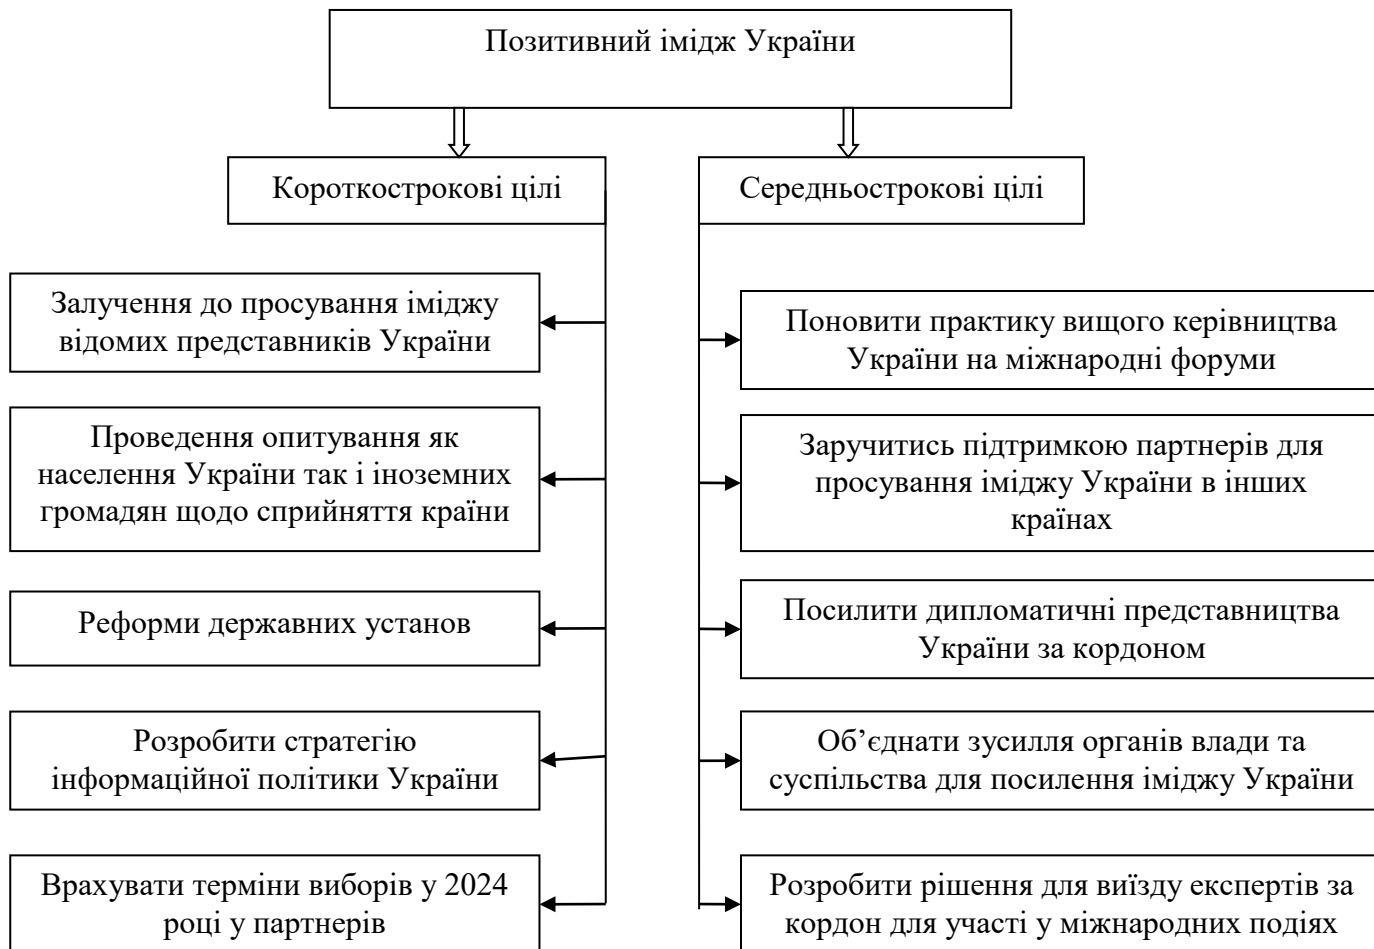 Позитивний імідж України
Короткострокові цілі
Залучення до просування іміджу
відомих представників України
Проведення опитування як
населення України так і іноземних
громадян щодо сприйняття країни
Реформи державних установ
Розробити стратегію
інформаційної політики України
Врахувати терміни виборів у 2024
році у партнерів
Середньострокові цілі
Поновити практику вищого керівництва
України на міжнародні форуми
Заручитись підтримкою партнерів для
просування іміджу України в інших
країнах
Посилити дипломатичні представництва
України за кордоном
Об’єднати зусилля органів влади та
суспільства для посилення іміджу України
Розробити рішення для виїзду експертів за
кордон для участі у міжнародних подіях